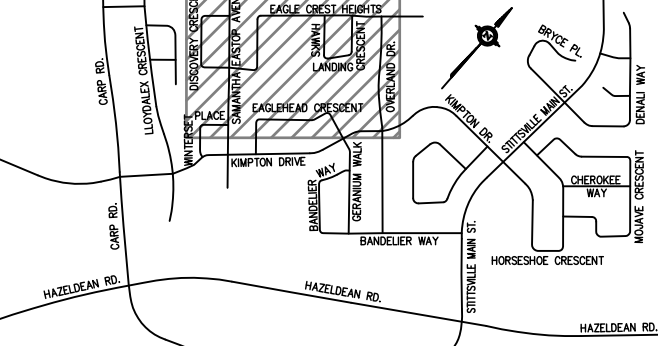 EAGLE CREST HEIGHTS
HAWKS
LANDING
CRESCENT
CARP RD.
LLOYDALEX CRESCENT
DISCOVERY CRESC
SAMANTHA EASTOP AVEN
OVERLAND DR.
BRYCE PL.
DENALI WAY
EAGLEHEAD CRESCENT
WINTERSET
PLACE
KIMPTON DRIVE
KIMPTON DR.
STITTSVILLE MAIN ST.
BANDELIER
WAY
GERANIUM WALK
CHEROKEE
WAY
MOJAVE CRESCENT
CARP RD.
BANDELIER WAY
STITTSVILLE MAIN ST.
HORSESHOE CRESCENT
HAZELDEAN RD.
HAZELDEAN RD.
HAZELDEAN RD.